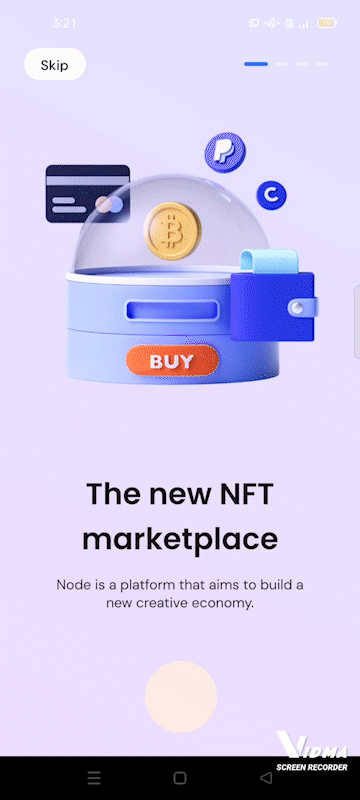 3:21
Skip
BUY
The new NFT
marketplace
Node is a platform that aims to build a
new creative economy.
VIDMA
SCREEN RECORDER